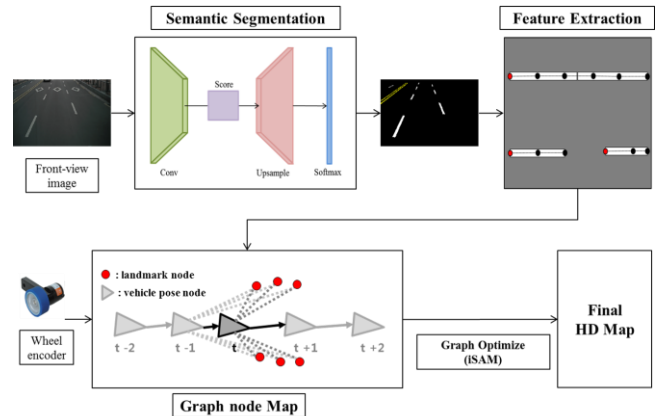 Semantic Segmentation
Feature Extraction
Score
Front-view
image
Conv
Upsample
Softmax
: landmark node
: vehicle pose node
Wheel
encoder
t -2
t -1
t
t +1
t +2
Graph Optimize
(iSAM)
Final
HD Map
Graph node Map